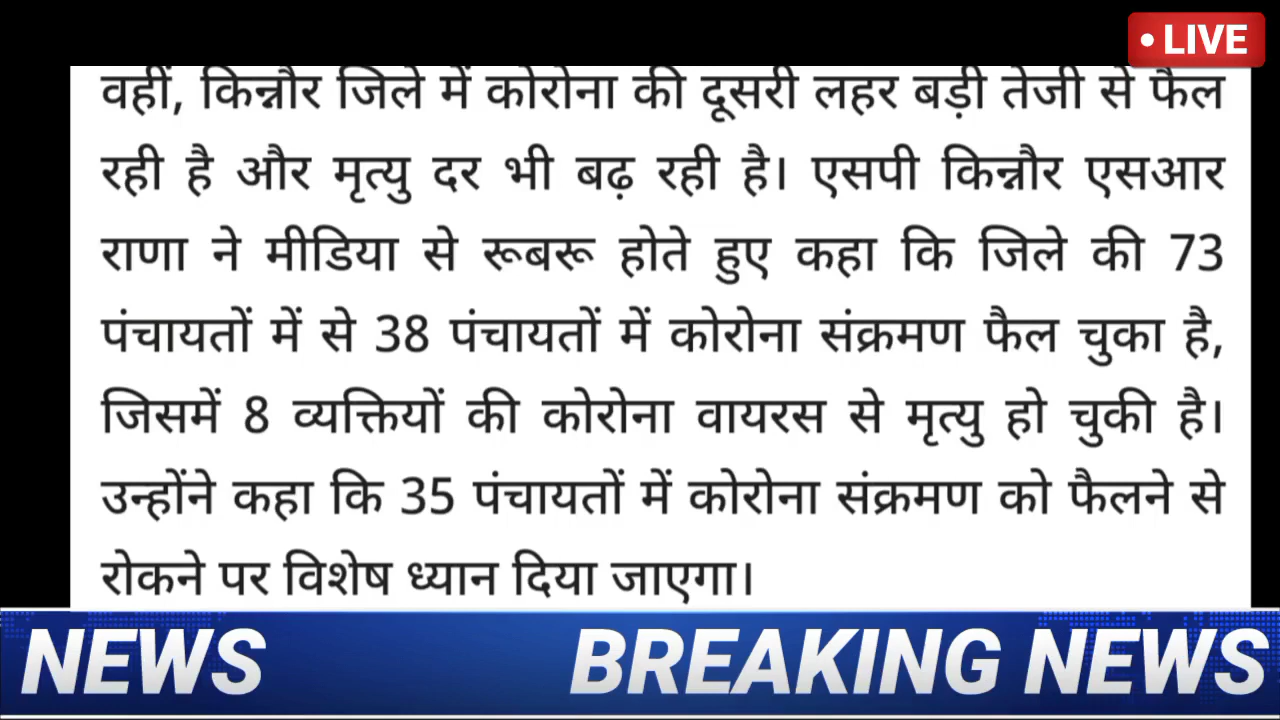 • LIVE
वहीं, किन्नौर जिले में कोरोना की दूसरी लहर बड़ी तेजी से फैल
रही है और मृत्यु दर भी बढ़ रही है। एसपी किन्नौर एसआर
राणा ने मीडिया से रूबरू होते हुए कहा कि जिले की 73
पंचायतों में से 38 पंचायतों में कोरोना संक्रमण फैल चुका है,
जिसमें 8 व्यक्तियों की कोरोना वायरस से मृत्यु हो चुकी है।
उन्होंने कहा कि 35 पंचायतों में कोरोना संक्रमण को फैलने से
रोकने पर विशेष ध्यान दिया जाएगा।
NEWS BREAKING NEWS